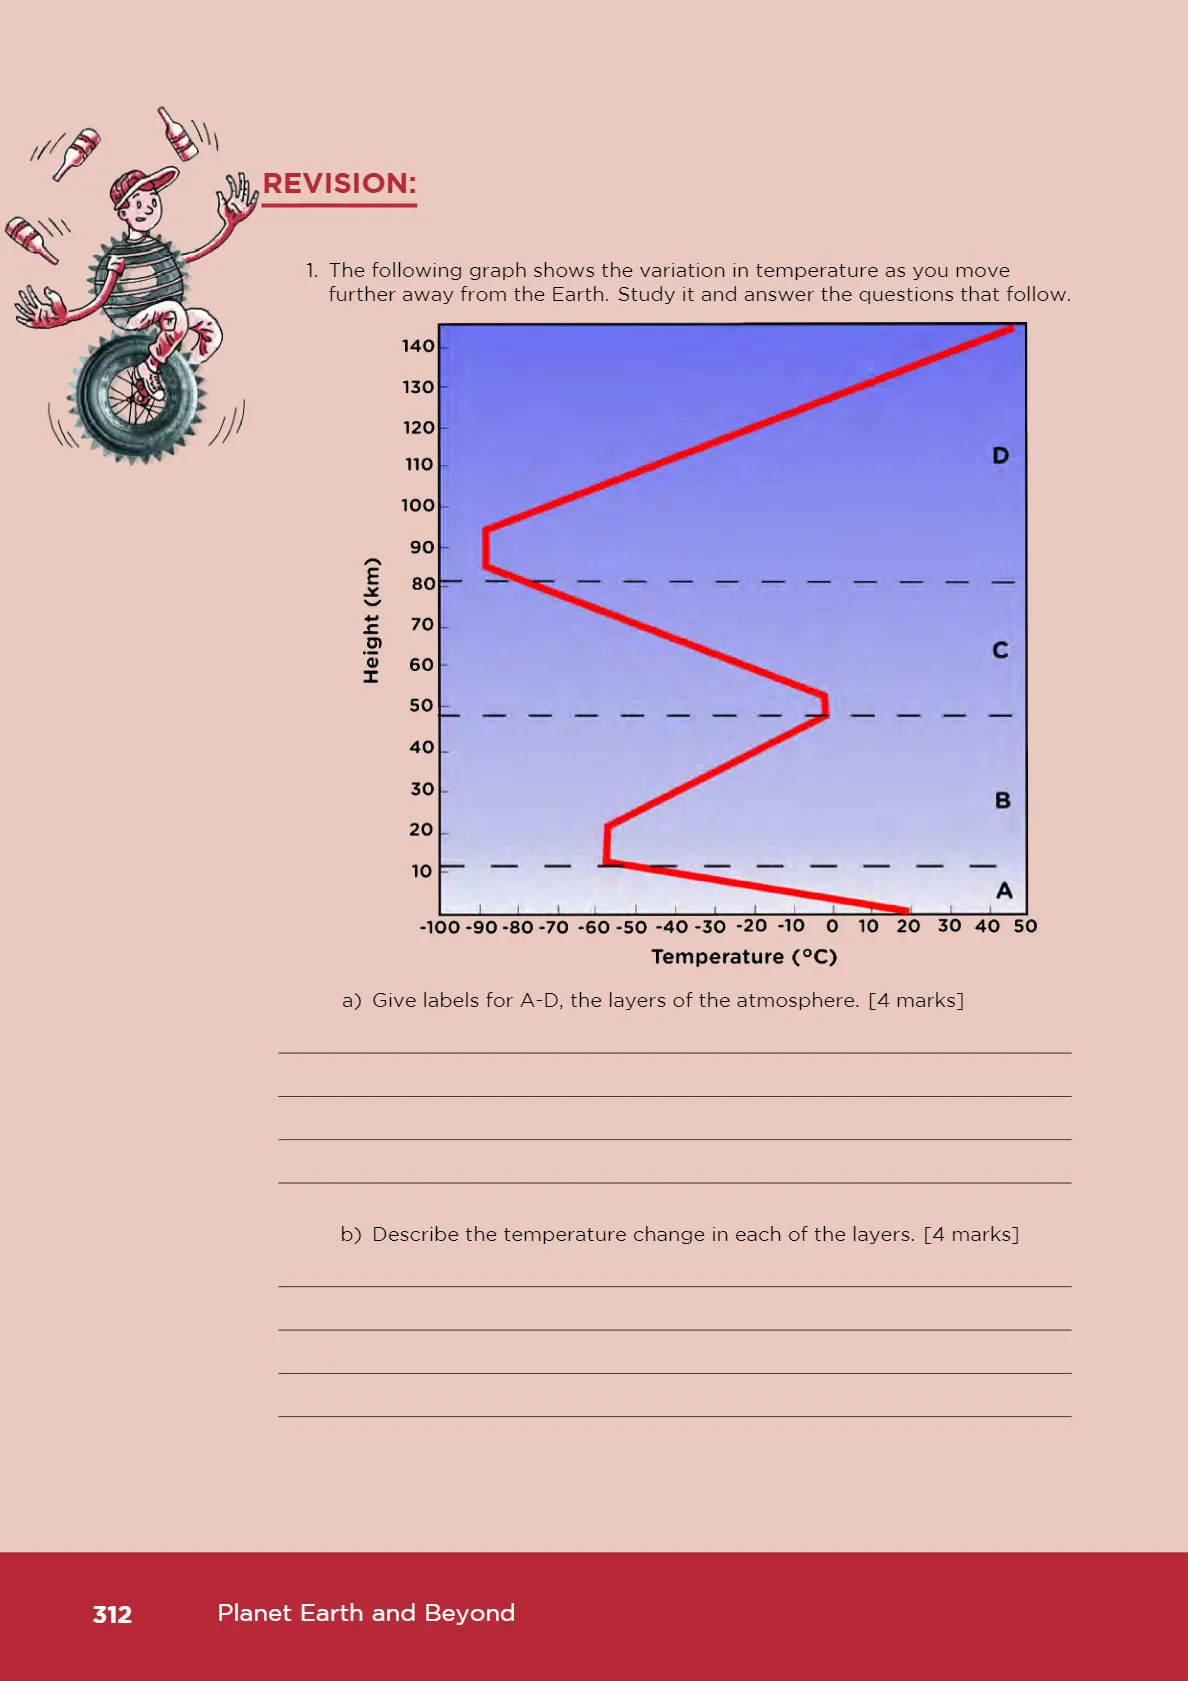 REVISION:
1. The following graph shows the variation in temperature as you move
further away from the Earth. Study it and answer the questions that follow.
140
130
120
110
100
90
80
70
60
50
40
30
20
10
Height (km)
D
C
B
A
-100 -90 -80 -70 -60 -50 -40 -30 -20 -10 0 10 20 30 40 50
Temperature (°C)
a) Give labels for A-D, the layers of the atmosphere. [4 marks]
b) Describe the temperature change in each of the layers. [4 marks]
312 Planet Earth and Beyond